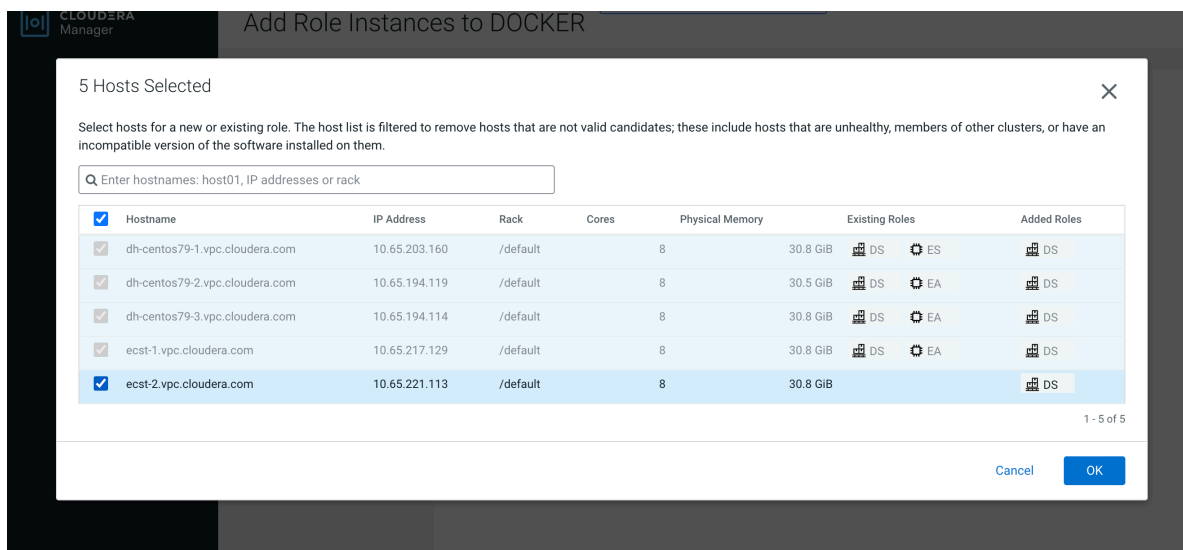 CLOUDERA
Manager
Add Role Instances to DOCKER
5 Hosts Selected
Select hosts for a new or existing role. The host list is filtered to remove hosts that are not valid candidates; these include hosts that are unhealthy, members of other clusters, or have an
incompatible version of the software installed on them.
Enter hostnames: host01, IP addresses or rack
Hostname IP Address Rack Cores Physical Memory Existing Roles Added Roles
dh-centos79-1.vpc.cloudera.com 10.65.203.160 /default 8 30.8 GiB DS ES DS
dh-centos79-2.vpc.cloudera.com 10.65.194.119 /default 8 30.5 GiB DS EA DS
dh-centos79-3.vpc.cloudera.com 10.65.194.114 /default 8 30.8 GiB DS EA DS
ecst-1.vpc.cloudera.com 10.65.217.129 /default 8 30.8 GiB DS EA DS
ecst-2.vpc.cloudera.com 10.65.221.113 /default 8 30.8 GiB DS
1 - 5 of 5
Cancel OK